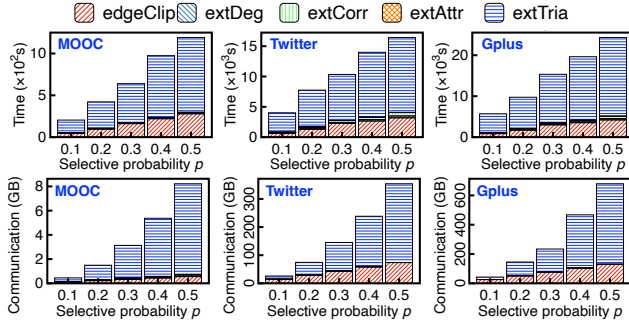 edgeClip extDeg extCorr extAttr extTria
MOOC
Time (×10²s)
0
5
10
0.1 0.2 0.3 0.4 0.5
Selective probability p
Twitter
Time (×10³s)
0
5
10
15
0.1 0.2 0.3 0.4 0.5
Selective probability p
Gplus
Time (×10³s)
0
10
20
0.1 0.2 0.3 0.4 0.5
Selective probability p
MOOC
Communication (GB)
0
2
4
6
8
0.1 0.2 0.3 0.4 0.5
Selective probability p
Twitter
Communication (GB)
0
100
200
300
0.1 0.2 0.3 0.4 0.5
Selective probability p
Gplus
Communication (GB)
0
200
400
600
0.1 0.2 0.3 0.4 0.5
Selective probability p